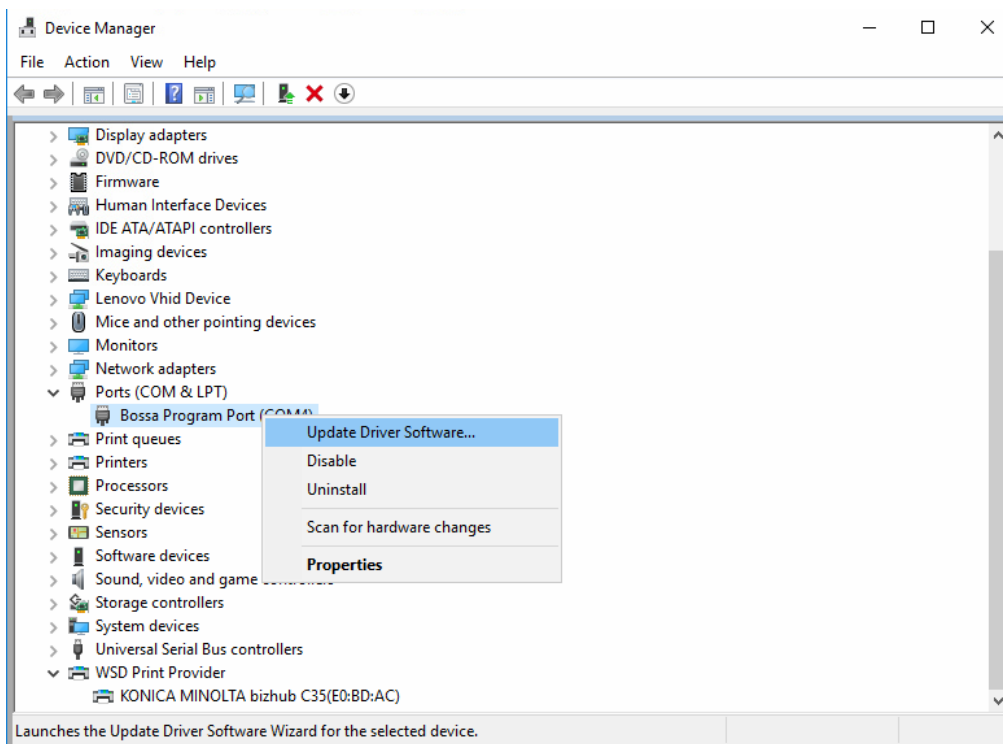 Device Manager
File Action View Help
Display adapters
DVD/CD-ROM drives
Firmware
Human Interface Devices
IDE ATA/ATAPI controllers
Imaging devices
Keyboards
Lenovo Vhid Device
Mice and other pointing devices
Monitors
Network adapters
Ports (COM & LPT)
Bossa Program Port (COM4)
Print queues
Printers
Processors
Security devices
Sensors
Software devices
Sound, video and game controllers
Storage controllers
System devices
Universal Serial Bus controllers
WSD Print Provider
KONICA MINOLTA bizhub C35(E0:BD:AC)
Update Driver Software...
Disable
Uninstall
Scan for hardware changes
Properties
Launches the Update Driver Software Wizard for the selected device.